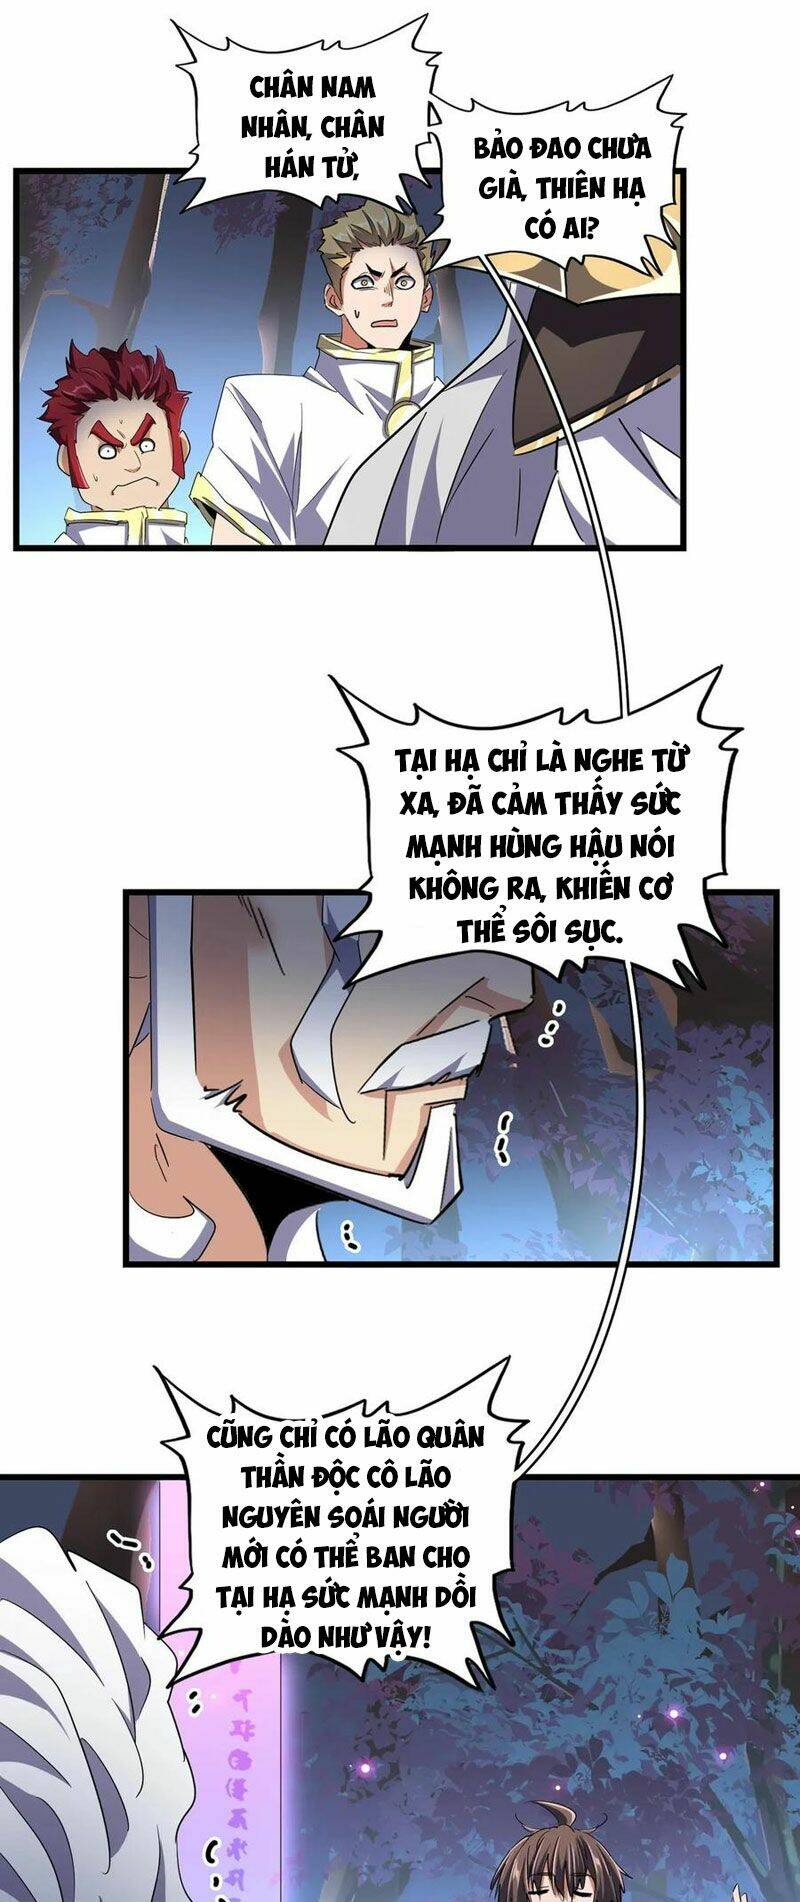 CHÂN NAM
NHÂN, CHÂN
HÁN TỬ,
BẢO ĐAO CHƯA
GIÀ, THIÊN HẠ
CÓ AI?
TẠI HẠ CHỈ LÀ NGHE TỪ
XA, ĐÃ CẢM THẤY SỨC
MẠNH HÙNG HẬU NÓI
KHÔNG RA, KHIẾN CƠ
THỂ SÔI SỤC.
CŨNG CHỈ CÓ LÃO QUÂN
THẦN ĐỘC CÔ LÃO
NGUYÊN SOÁI NGƯỜI
MỚI CÓ THỂ BAN CHO
TẠI HẠ SỨC MẠNH DỒI
DÀO NHƯ VẬY!